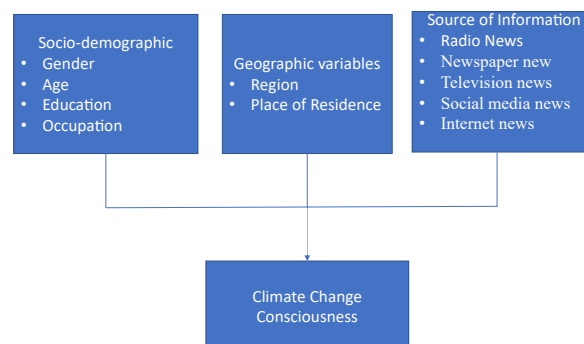 Socio-demographic
• Gender
• Age
• Education
• Occupation
Geographic variables
• Region
• Place of Residence
Source of Information
• Radio News
• Newspaper new
• Television news
• Social media news
• Internet news
Climate Change
Consciousness